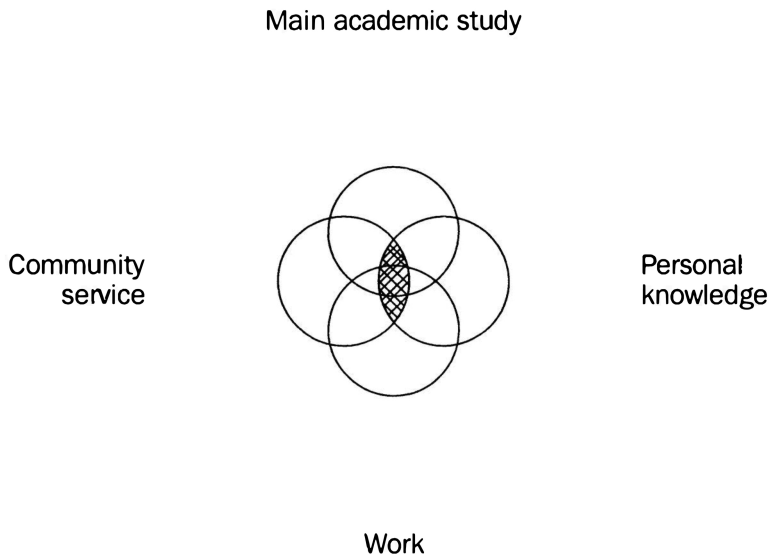 Main academic study
Community
service
Personal
knowledge
Work